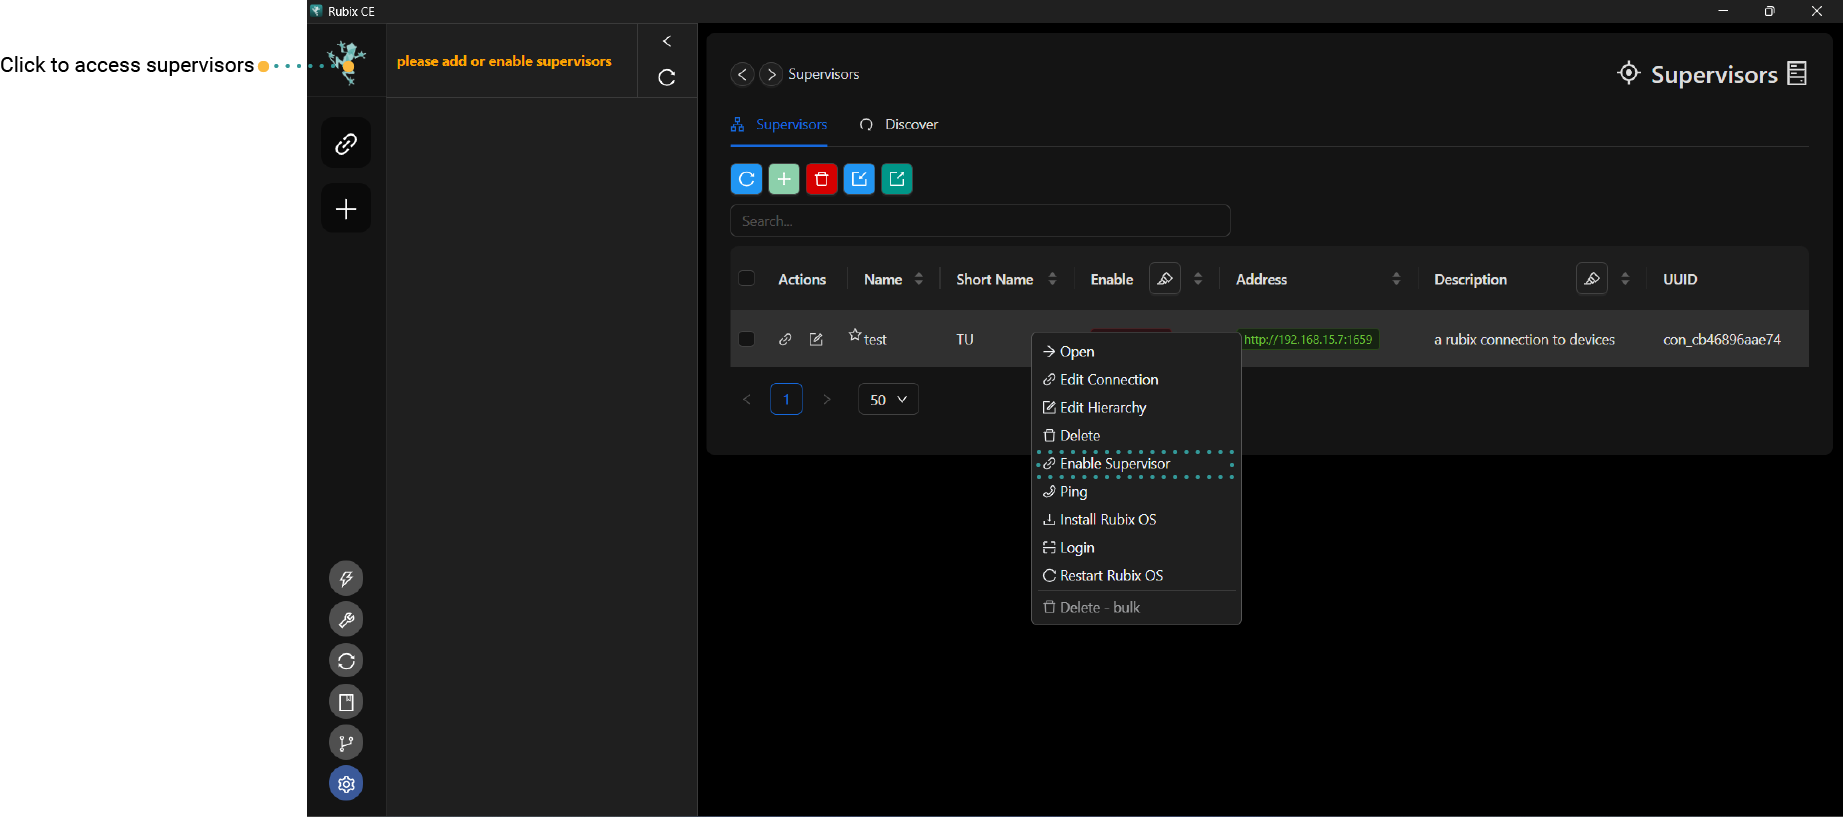 Rubix CE
Click to access supervisors
please add or enable supervisors
Supervisors
Supervisors
Supervisors
Discover
Search...
Actions
Name
Short Name
Enable
Address
Description
UUID
test
TU
http://192.168.15.7:1659
a rubix connection to devices
con_cb46896aae74
1
50
Open
Edit Connection
Edit Hierarchy
Delete
Enable Supervisor
Ping
Install Rubix OS
Login
Restart Rubix OS
Delete - bulk